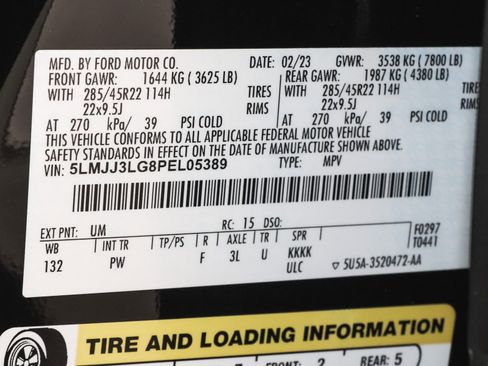 MFD. BY FORD MOTOR CO. DATE: 02/23 GVWR: 3538 KG (7800 LB)
FRONT GAWR: 1644 KG (3625 LB) REAR GAWR: 1987 KG (4380 LB)
WITH 285/45R22 114H TIRES WITH 285/45R22 114H TIRES
22x9.5J RIMS 22x9.5J RIMS
AT 270 kPa/ 39 PSI COLD AT 270 kPa/ 39 PSI COLD
THIS VEHICLE CONFORMS TO ALL APPLICABLE FEDERAL MOTOR VEHICLE
SAFETY STANDARDS IN EFFECT ON THE DATE OF MANUFACTURE SHOWN ABOVE.
VIN: 5LMJJ3LG8PEL05389 TYPE: MPV
EXT PNT: UM RC: 15 DSO: F0297
WB INT TR TP/PS R AXLE TR SPR T0441
132 PW F 3L U KKKK
ULC ▽ 5U5A-3520472-AA
TIRE AND LOADING INFORMATION
FRONT: 2 REAR: 5